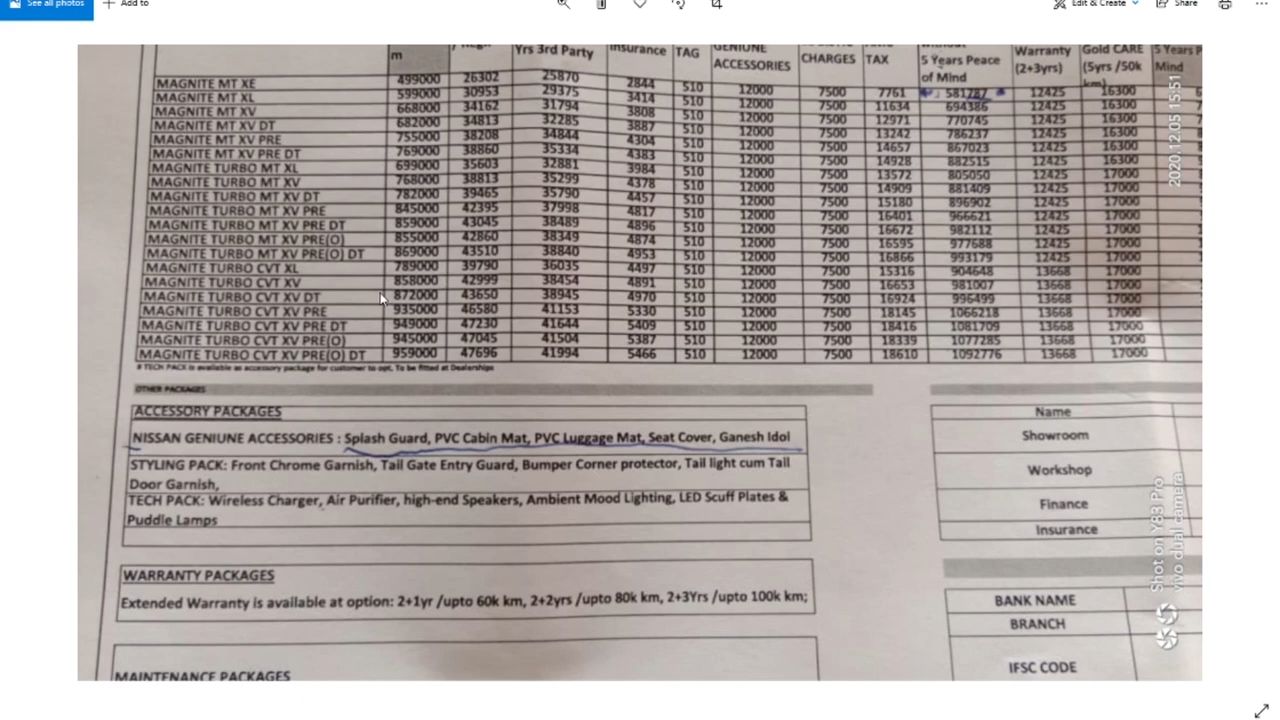 See all photos Add to Edit & Create Share
m Yrs 3rd Party Insurance TAG GENIUNE ACCESSORIES CHARGES TAX 5 Years Peace of Mind Warranty (2+3yrs) Gold CARE (5yrs /50k km) 5 Years Mind
MAGNITE MT XE 499000 26302 25870 2844 510 12000 7500 7761 581787 12425 16300
MAGNITE MT XL 599000 30953 29375 3414 510 12000 7500 11634 694386 12425 16300
MAGNITE MT XV 668000 34162 31794 3808 510 12000 7500 12971 770745 12425 16300
MAGNITE MT XV DT 682000 34813 32285 3887 510 12000 7500 13242 786237 12425 16300
MAGNITE MT XV PRE 755000 38208 34844 4304 510 12000 7500 14657 867023 12425 16300
MAGNITE MT XV PRE DT 769000 38860 35334 4383 510 12000 7500 14928 882515 12425 16300
MAGNITE TURBO MT XL 699000 35603 32881 3984 510 12000 7500 13572 805050 12425 17000
MAGNITE TURBO MT XV 768000 38813 35299 4378 510 12000 7500 14909 881409 12425 17000
MAGNITE TURBO MT XV DT 782000 39465 35790 4457 510 12000 7500 15180 896902 12425 17000
MAGNITE TURBO MT XV PRE 845000 42395 37998 4817 510 12000 7500 16401 966621 12425 17000
MAGNITE TURBO MT XV PRE DT 859000 43045 38489 4896 510 12000 7500 16672 982112 12425 17000
MAGNITE TURBO MT XV PRE(O) 855000 42860 38349 4874 510 12000 7500 16595 977688 12425 17000
MAGNITE TURBO MT XV PRE(O) DT 869000 43510 38840 4953 510 12000 7500 16866 993179 12425 17000
MAGNITE TURBO CVT XL 789000 39790 36035 4497 510 12000 7500 15316 904648 13668 17000
MAGNITE TURBO CVT XV 858000 42999 38454 4891 510 12000 7500 16653 981007 13668 17000
MAGNITE TURBO CVT XV DT 872000 43650 38945 4970 510 12000 7500 16924 996499 13668 17000
MAGNITE TURBO CVT XV PRE 935000 46580 41153 5330 510 12000 7500 18145 1066218 13668 17000
MAGNITE TURBO CVT XV PRE DT 949000 47230 41644 5409 510 12000 7500 18416 1081709 13668 17000
MAGNITE TURBO CVT XV PRE(O) 945000 47045 41504 5387 510 12000 7500 18339 1077285 13668 17000
MAGNITE TURBO CVT XV PRE(O) DT 959000 47696 41994 5466 510 12000 7500 18610 1092776 13668 17000
# TECH PACK is available as accessory package for customer to opt, To be fitted at Dealerships
OTHER PACKAGES
ACCESSORY PACKAGES
NISSAN GENIUNE ACCESSORIES : Splash Guard, PVC Cabin Mat, PVC Luggage Mat, Seat Cover, Ganesh Idol
STYLING PACK: Front Chrome Garnish, Tail Gate Entry Guard, Bumper Corner protector, Tail light cum Tail
Door Garnish,
TECH PACK: Wireless Charger, Air Purifier, high-end Speakers, Ambient Mood Lighting, LED Scuff Plates &
Puddle Lamps
WARRANTY PACKAGES
Extended Warranty is available at option: 2+1yr /upto 60k km, 2+2yrs /upto 80k km, 2+3Yrs /upto 100k km;
MAINTENANCE PACKAGES
Name
Showroom
Workshop
Finance
Insurance
BANK NAME
BRANCH
IFSC CODE
2020.12.05 15:51
Shot on Y83 Pro
vivo dual camera